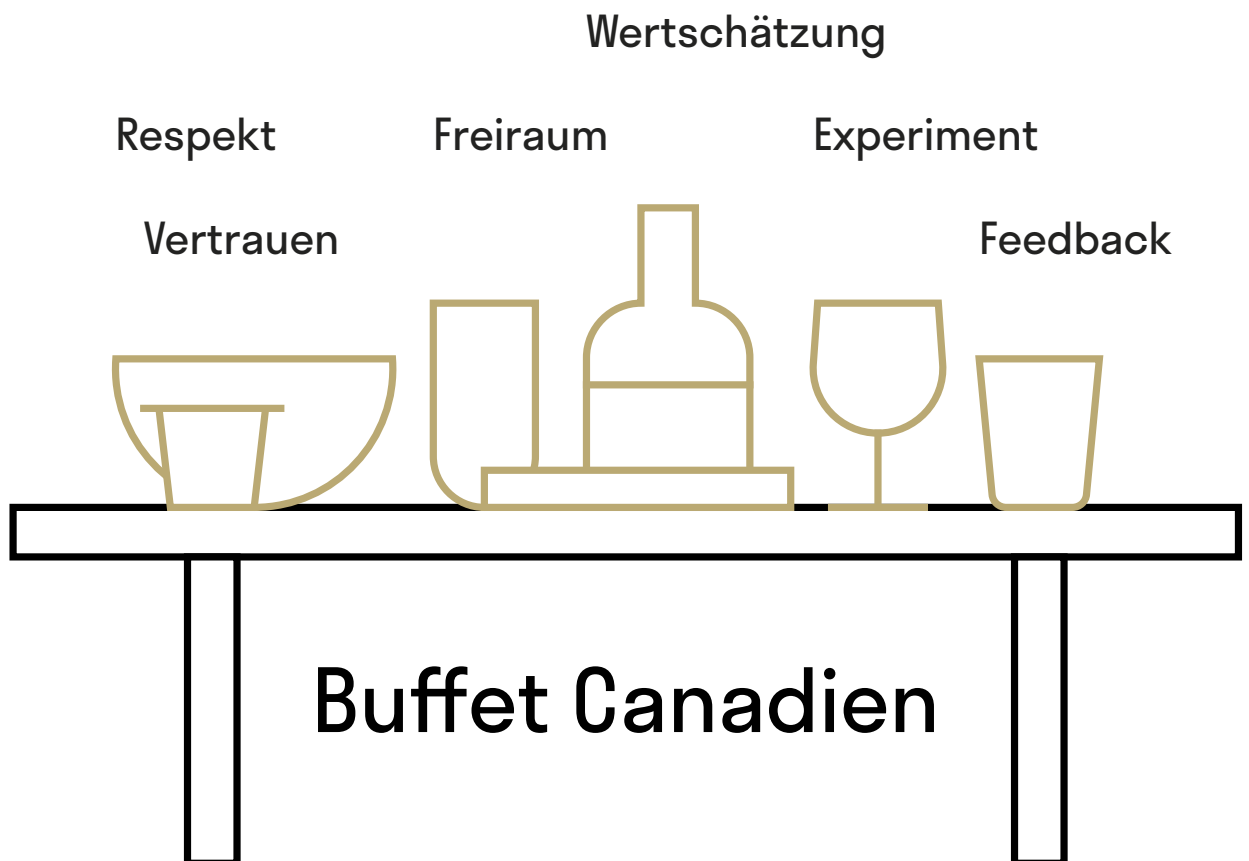 Wertschätzung
Respekt Freiraum Experiment
Vertrauen Feedback
Buffet Canadien